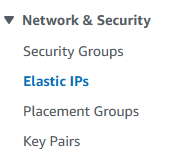 Network & Security
Security Groups
Elastic IPs
Placement Groups
Key Pairs